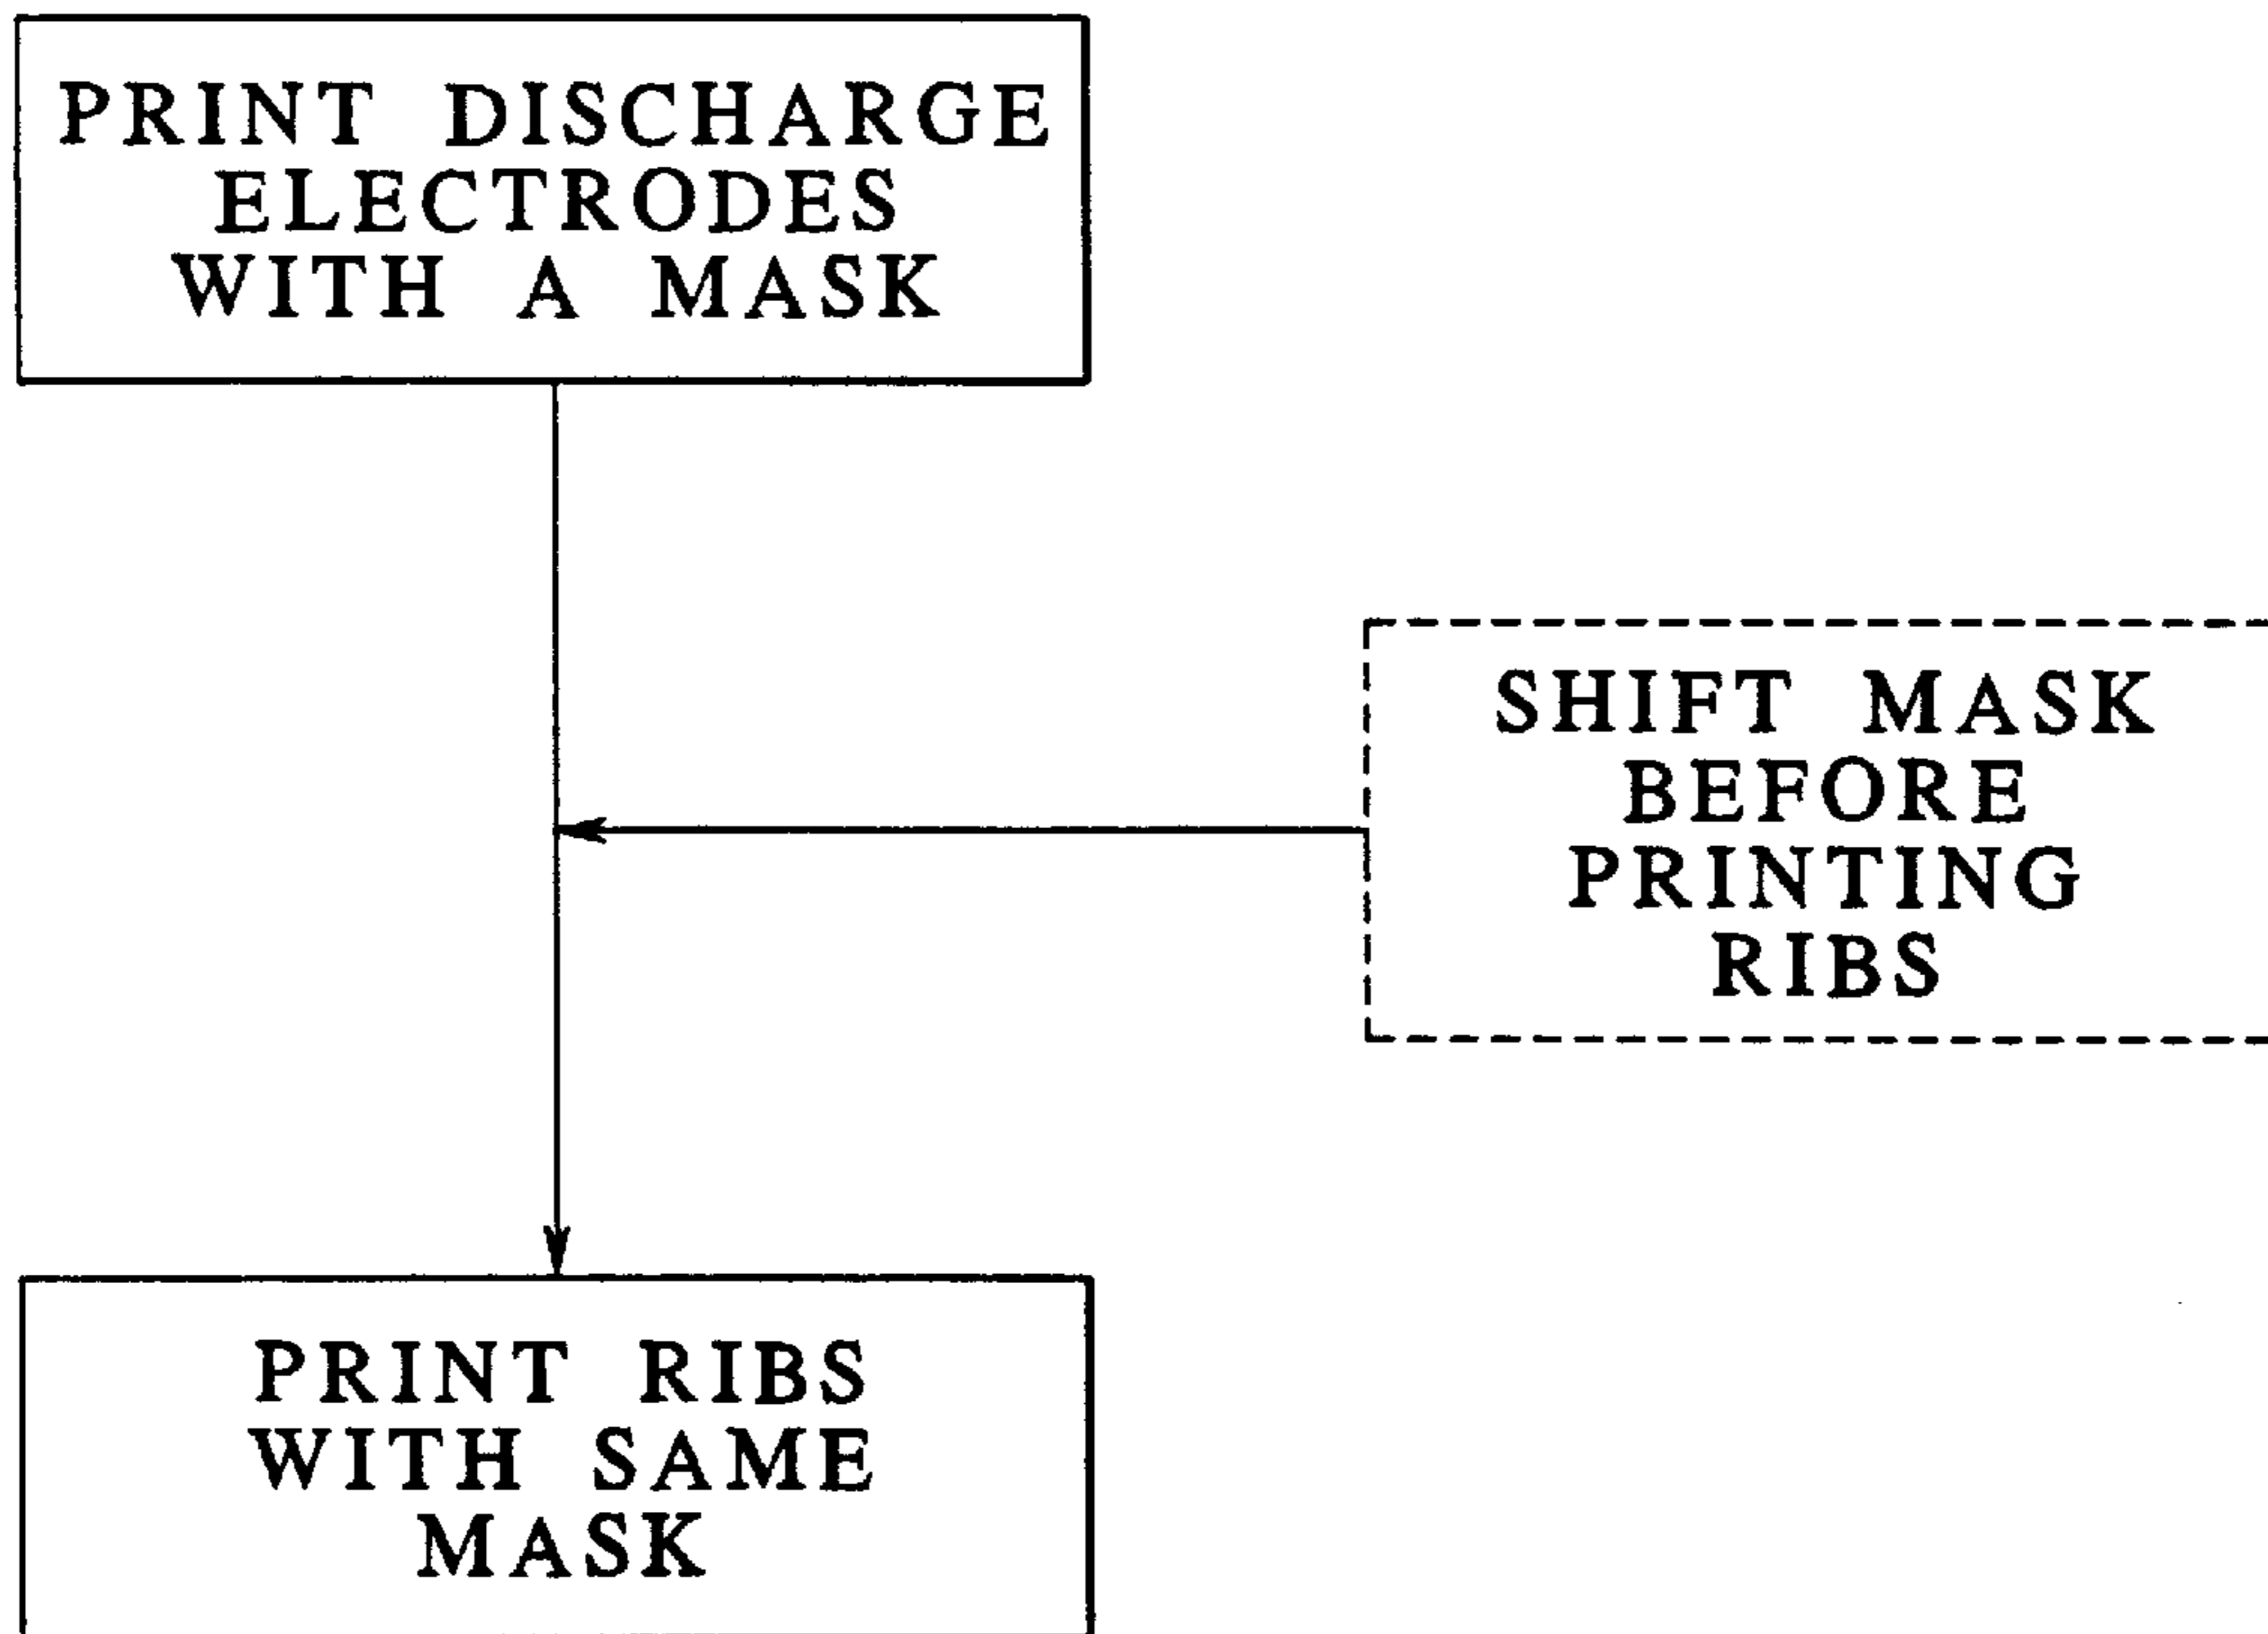 PRINT DISCHARGE
ELECTRODES
WITH A MASK
SHIFT MASK
BEFORE
PRINTING
RIBS
PRINT RIBS
WITH SAME
MASK